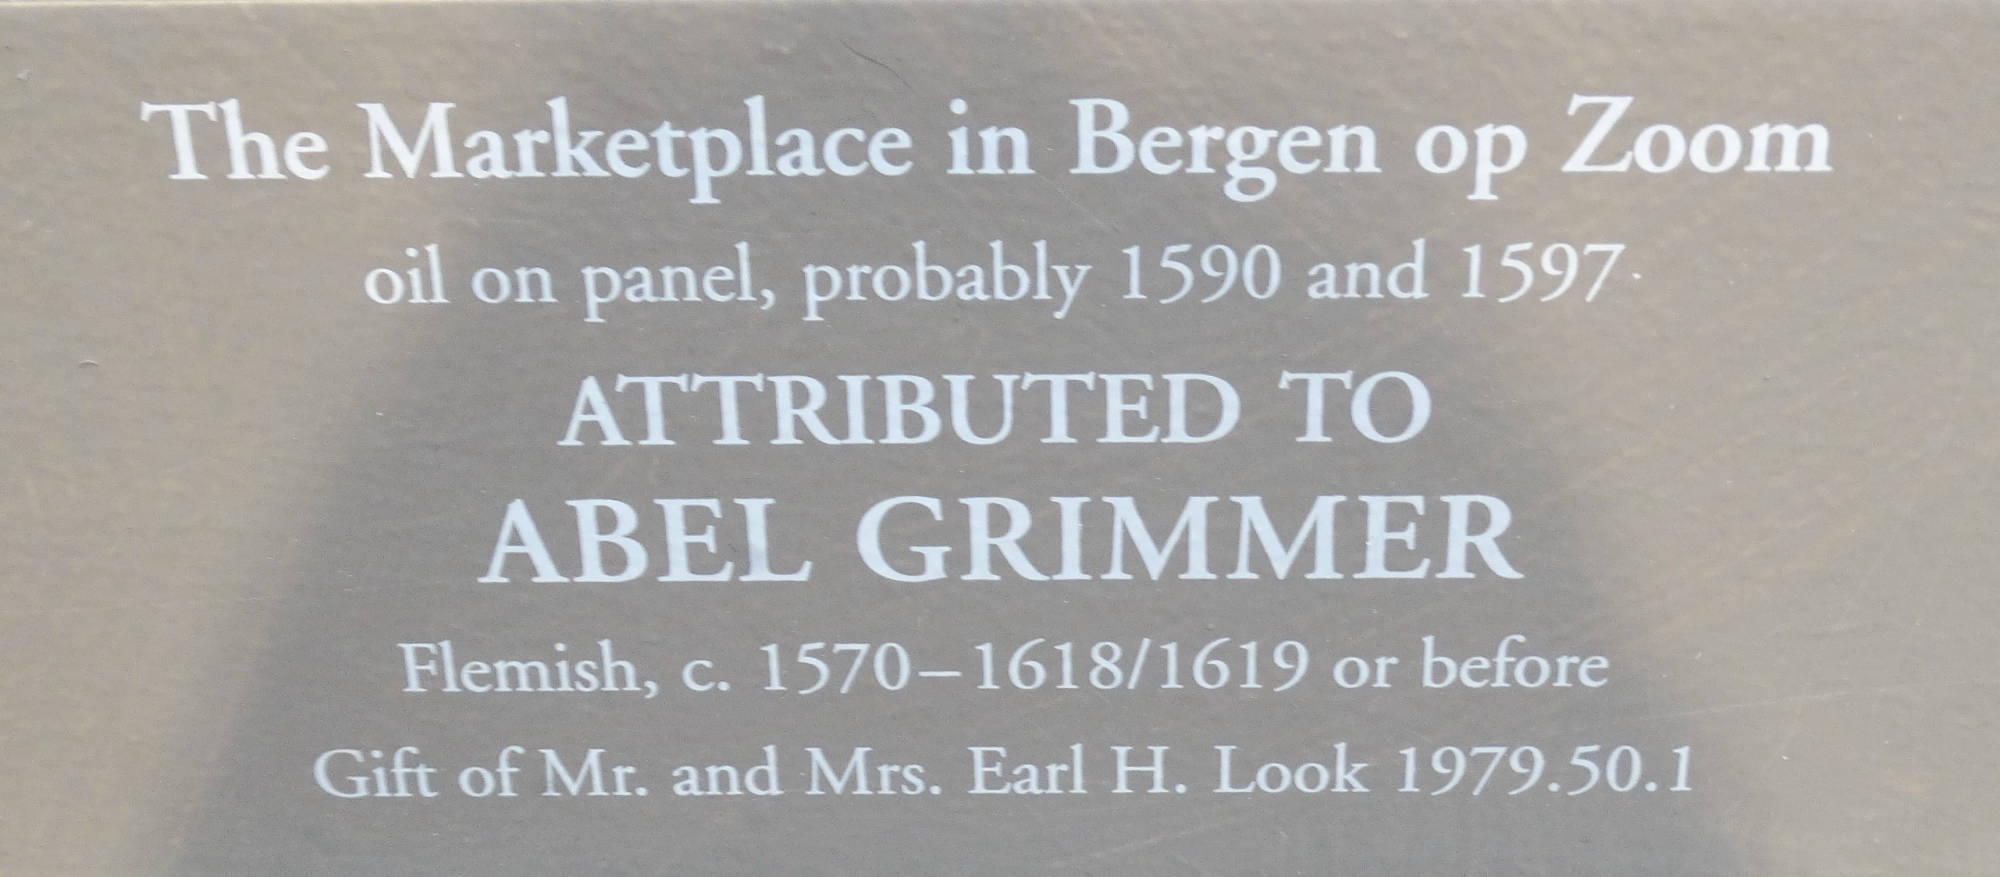 The Marketplace in Bergen op Zoom
oil on panel, probably 1590 and 1597
ATTRIBUTED TO
ABEL GRIMMER
Flemish, c. 1570–1618/1619 or before
Gift of Mr. and Mrs. Earl H. Look 1979.50.1